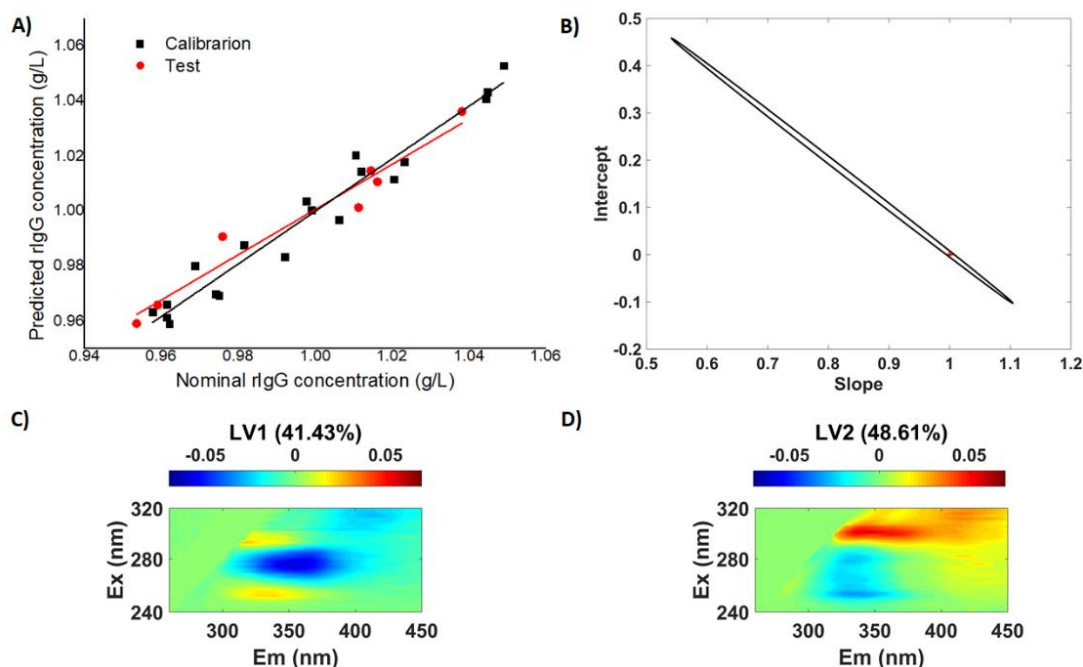 A)
Calibrarion
Test
Predicted rIgG concentration (g/L)
1.06
1.04
1.02
1.00
0.98
0.96
0.94 0.96 0.98 1.00 1.02 1.04 1.06
Nominal rIgG concentration (g/L)
B)
Intercept
0.5
0.4
0.3
0.2
0.1
0
-0.1
-0.2
0.5 0.6 0.7 0.8 0.9 1 1.1 1.2
Slope
C)
LV1 (41.43%)
-0.05 0 0.05
Ex (nm)
320
280
240
300 350 400 450
Em (nm)
D)
LV2 (48.61%)
-0.05 0 0.05
Ex (nm)
320
280
240
300 350 400 450
Em (nm)